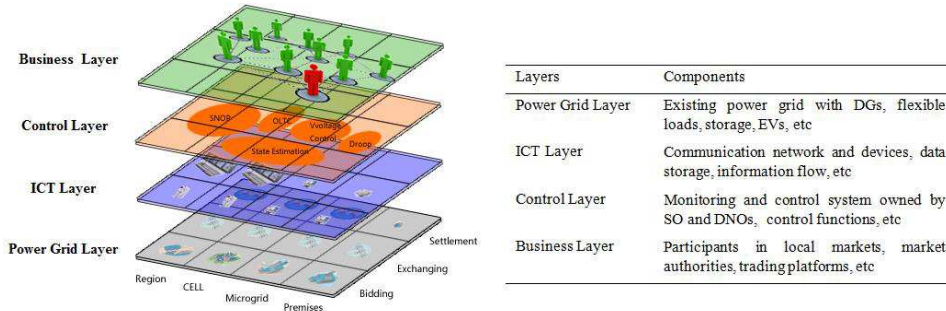 Business Layer
Control Layer
ICT Layer
Power Grid Layer
SNOP
OLTC
Vvoltage
Control
Droop
State Estimation
Region
CELL
Microgrid
Premises
Bidding
Exchanging
Settlement
Layers Components
Power Grid Layer Existing power grid with DGs, flexible
loads, storage, EVs, etc
ICT Layer Communication network and devices, data
storage, information flow, etc
Control Layer Monitoring and control system owned by
SO and DNOs, control functions, etc
Business Layer Participants in local markets, market
authorities, trading platforms, etc